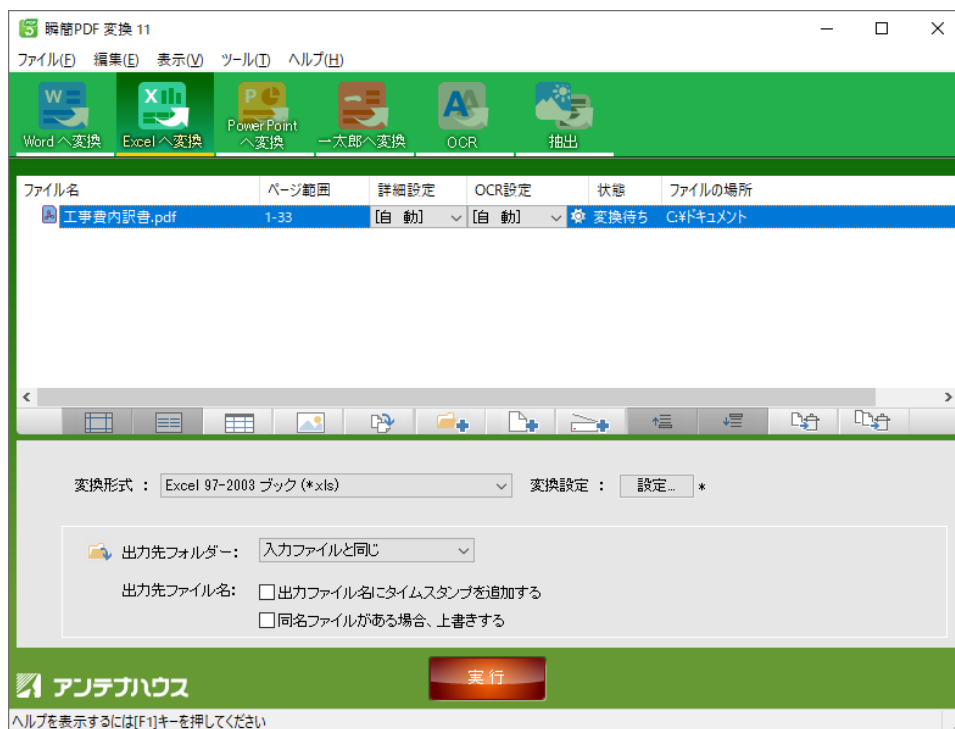 瞬簡PDF 変換 11
ファイル(F) 編集(E) 表示(V) ツール(T) ヘルプ(H)
Word へ変換 Excel へ変換 PowerPoint へ変換 一太郎へ変換 OCR 抽出
ファイル名 ページ範囲 詳細設定 OCR設定 状態 ファイルの場所
工事費内訳書.pdf 1-33 [自 動] [自 動] 変換待ち C:¥ドキュメント
変換形式 : Excel 97-2003 ブック (*.xls) 変換設定 : 設定... *
出力先フォルダー: 入力ファイルと同じ
出力先ファイル名: 出力ファイル名にタイムスタンプを追加する
同名ファイルがある場合、上書きする
実行
アンテナハウス
ヘルプを表示するには[F1]キーを押してください